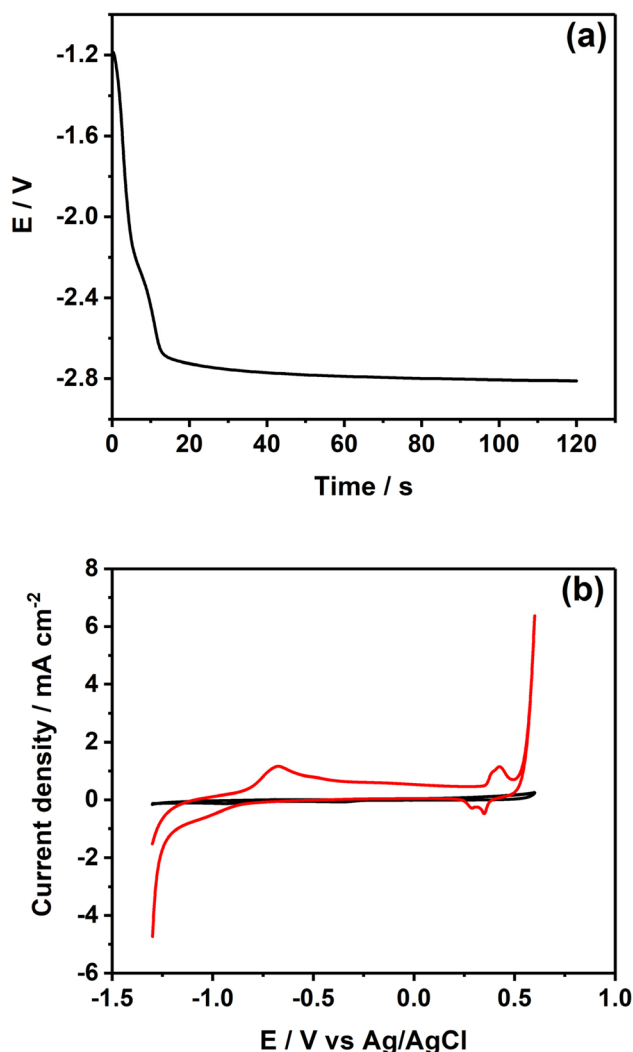 (a)
-1.2
-1.6
-2.0
-2.4
-2.8
E / V
0 20 40 60 80 100 120
Time / s
(b)
8
6
4
2
0
-2
-4
-6
Current density / mA cm-2
-1.5 -1.0 -0.5 0.0 0.5 1.0
E / V vs Ag/AgCl